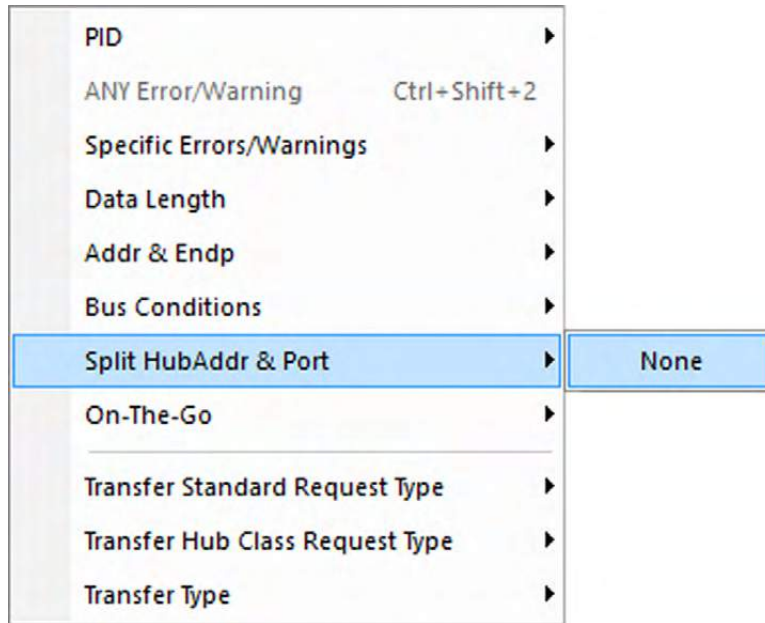 PID
ANY Error/Warning Ctrl+Shift+2
Specific Errors/Warnings
Data Length
Addr & Endp
Bus Conditions
Split HubAddr & Port None
On-The-Go
Transfer Standard Request Type
Transfer Hub Class Request Type
Transfer Type